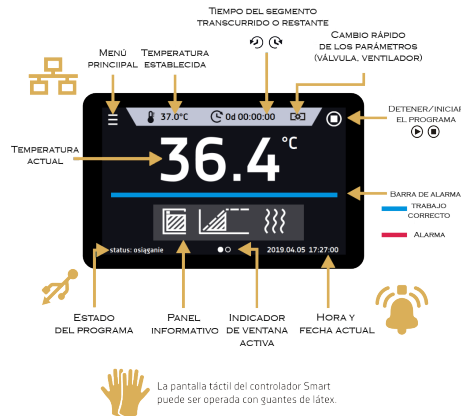 TIEMPO DEL SEGMENTO
TRANSCURRIDO O RESTANTE
CAMBIO RÁPIDO
DE LOS PARÁMETROS
(VÁLVULA, VENTILADOR)
MENÚ
PRINCIIPAL
TEMPERATURA
ESTABLECIDA
DETENER/INICIAR
EL PROGRAMA
37.0°C
0d 00:00:00
TEMPERATURA
ACTUAL
36.4°C
BARRA DE ALARMA
TRABAJO
CORRECTO
ALARMA
status: osiąganie
2019.04.05 17:27:00
ESTADO
DEL PROGRAMA
PANEL
INFORMATIVO
INDICADOR
DE VENTANA
ACTIVA
HORA Y
FECHA ACTUAL
La pantalla táctil del controlador Smart
puede ser operada con guantes de látex.